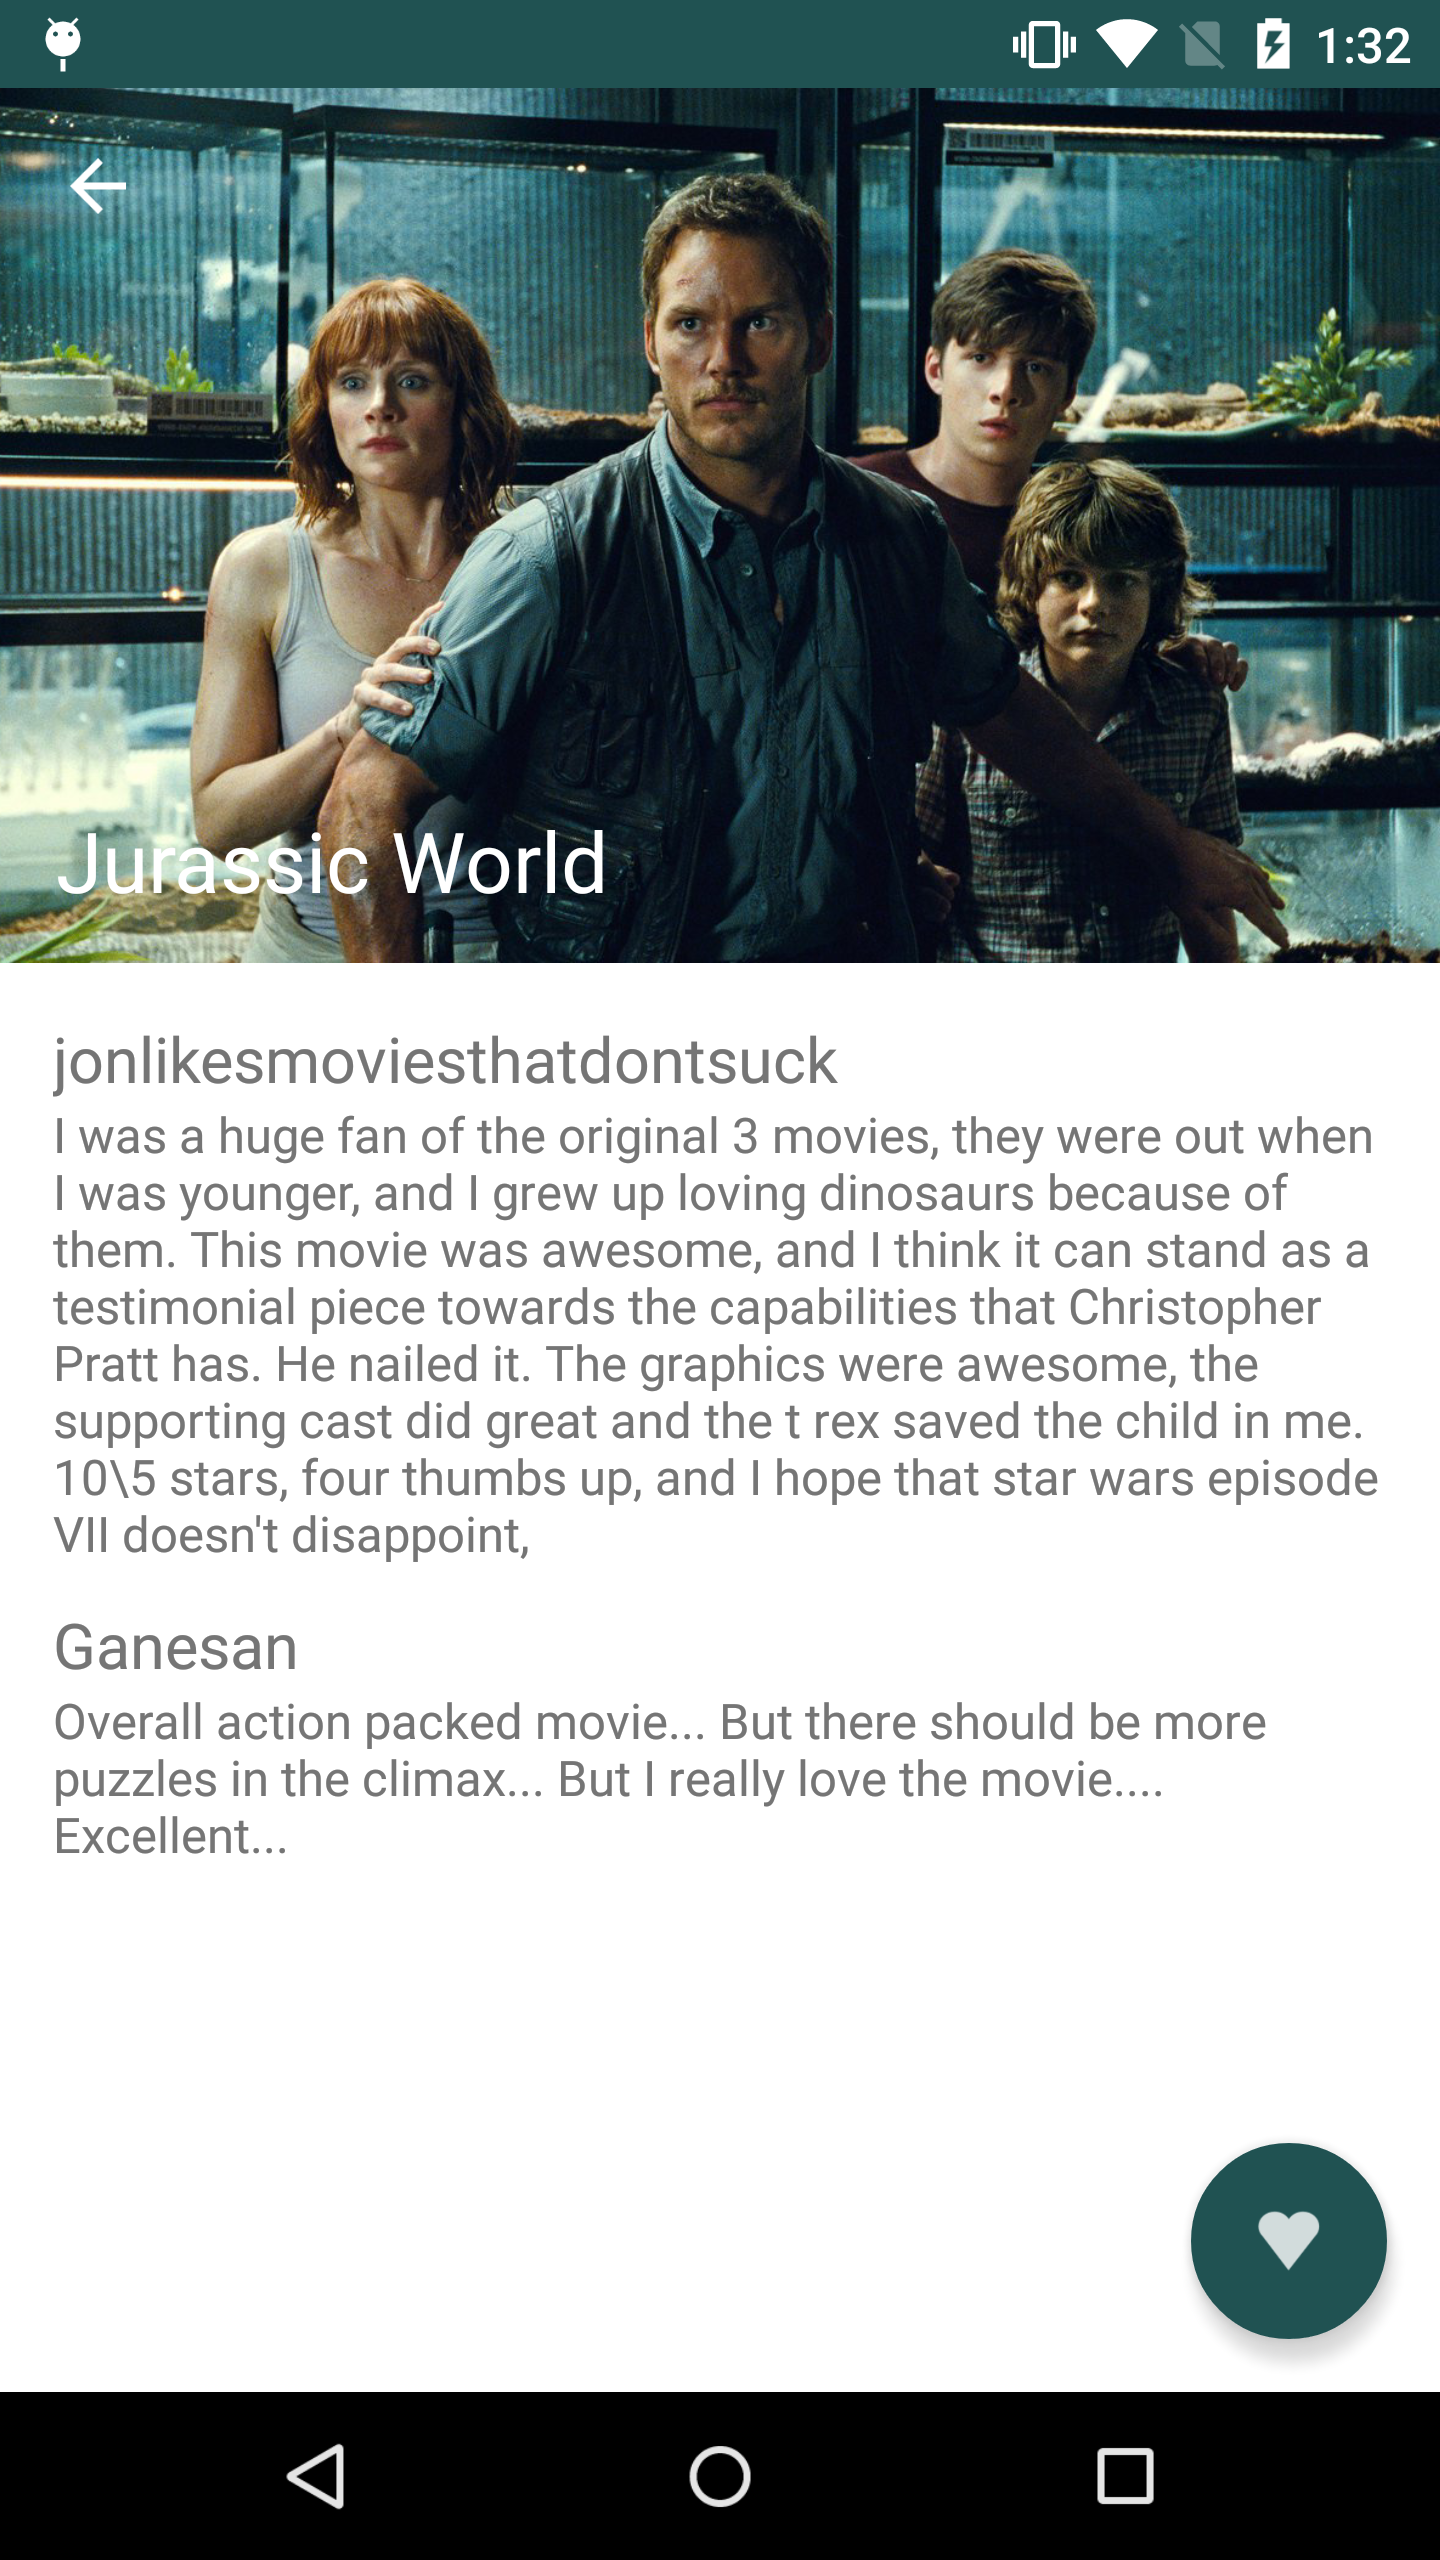 1:32
Jurassic World
jonlikesmoviesthatdontsuck
I was a huge fan of the original 3 movies, they were out when
I was younger, and I grew up loving dinosaurs because of
them. This movie was awesome, and I think it can stand as a
testimonial piece towards the capabilities that Christopher
Pratt has. He nailed it. The graphics were awesome, the
supporting cast did great and the t rex saved the child in me.
10\5 stars, four thumbs up, and I hope that star wars episode
VII doesn't disappoint,
Ganesan
Overall action packed movie... But there should be more
puzzles in the climax... But I really love the movie....
Excellent...